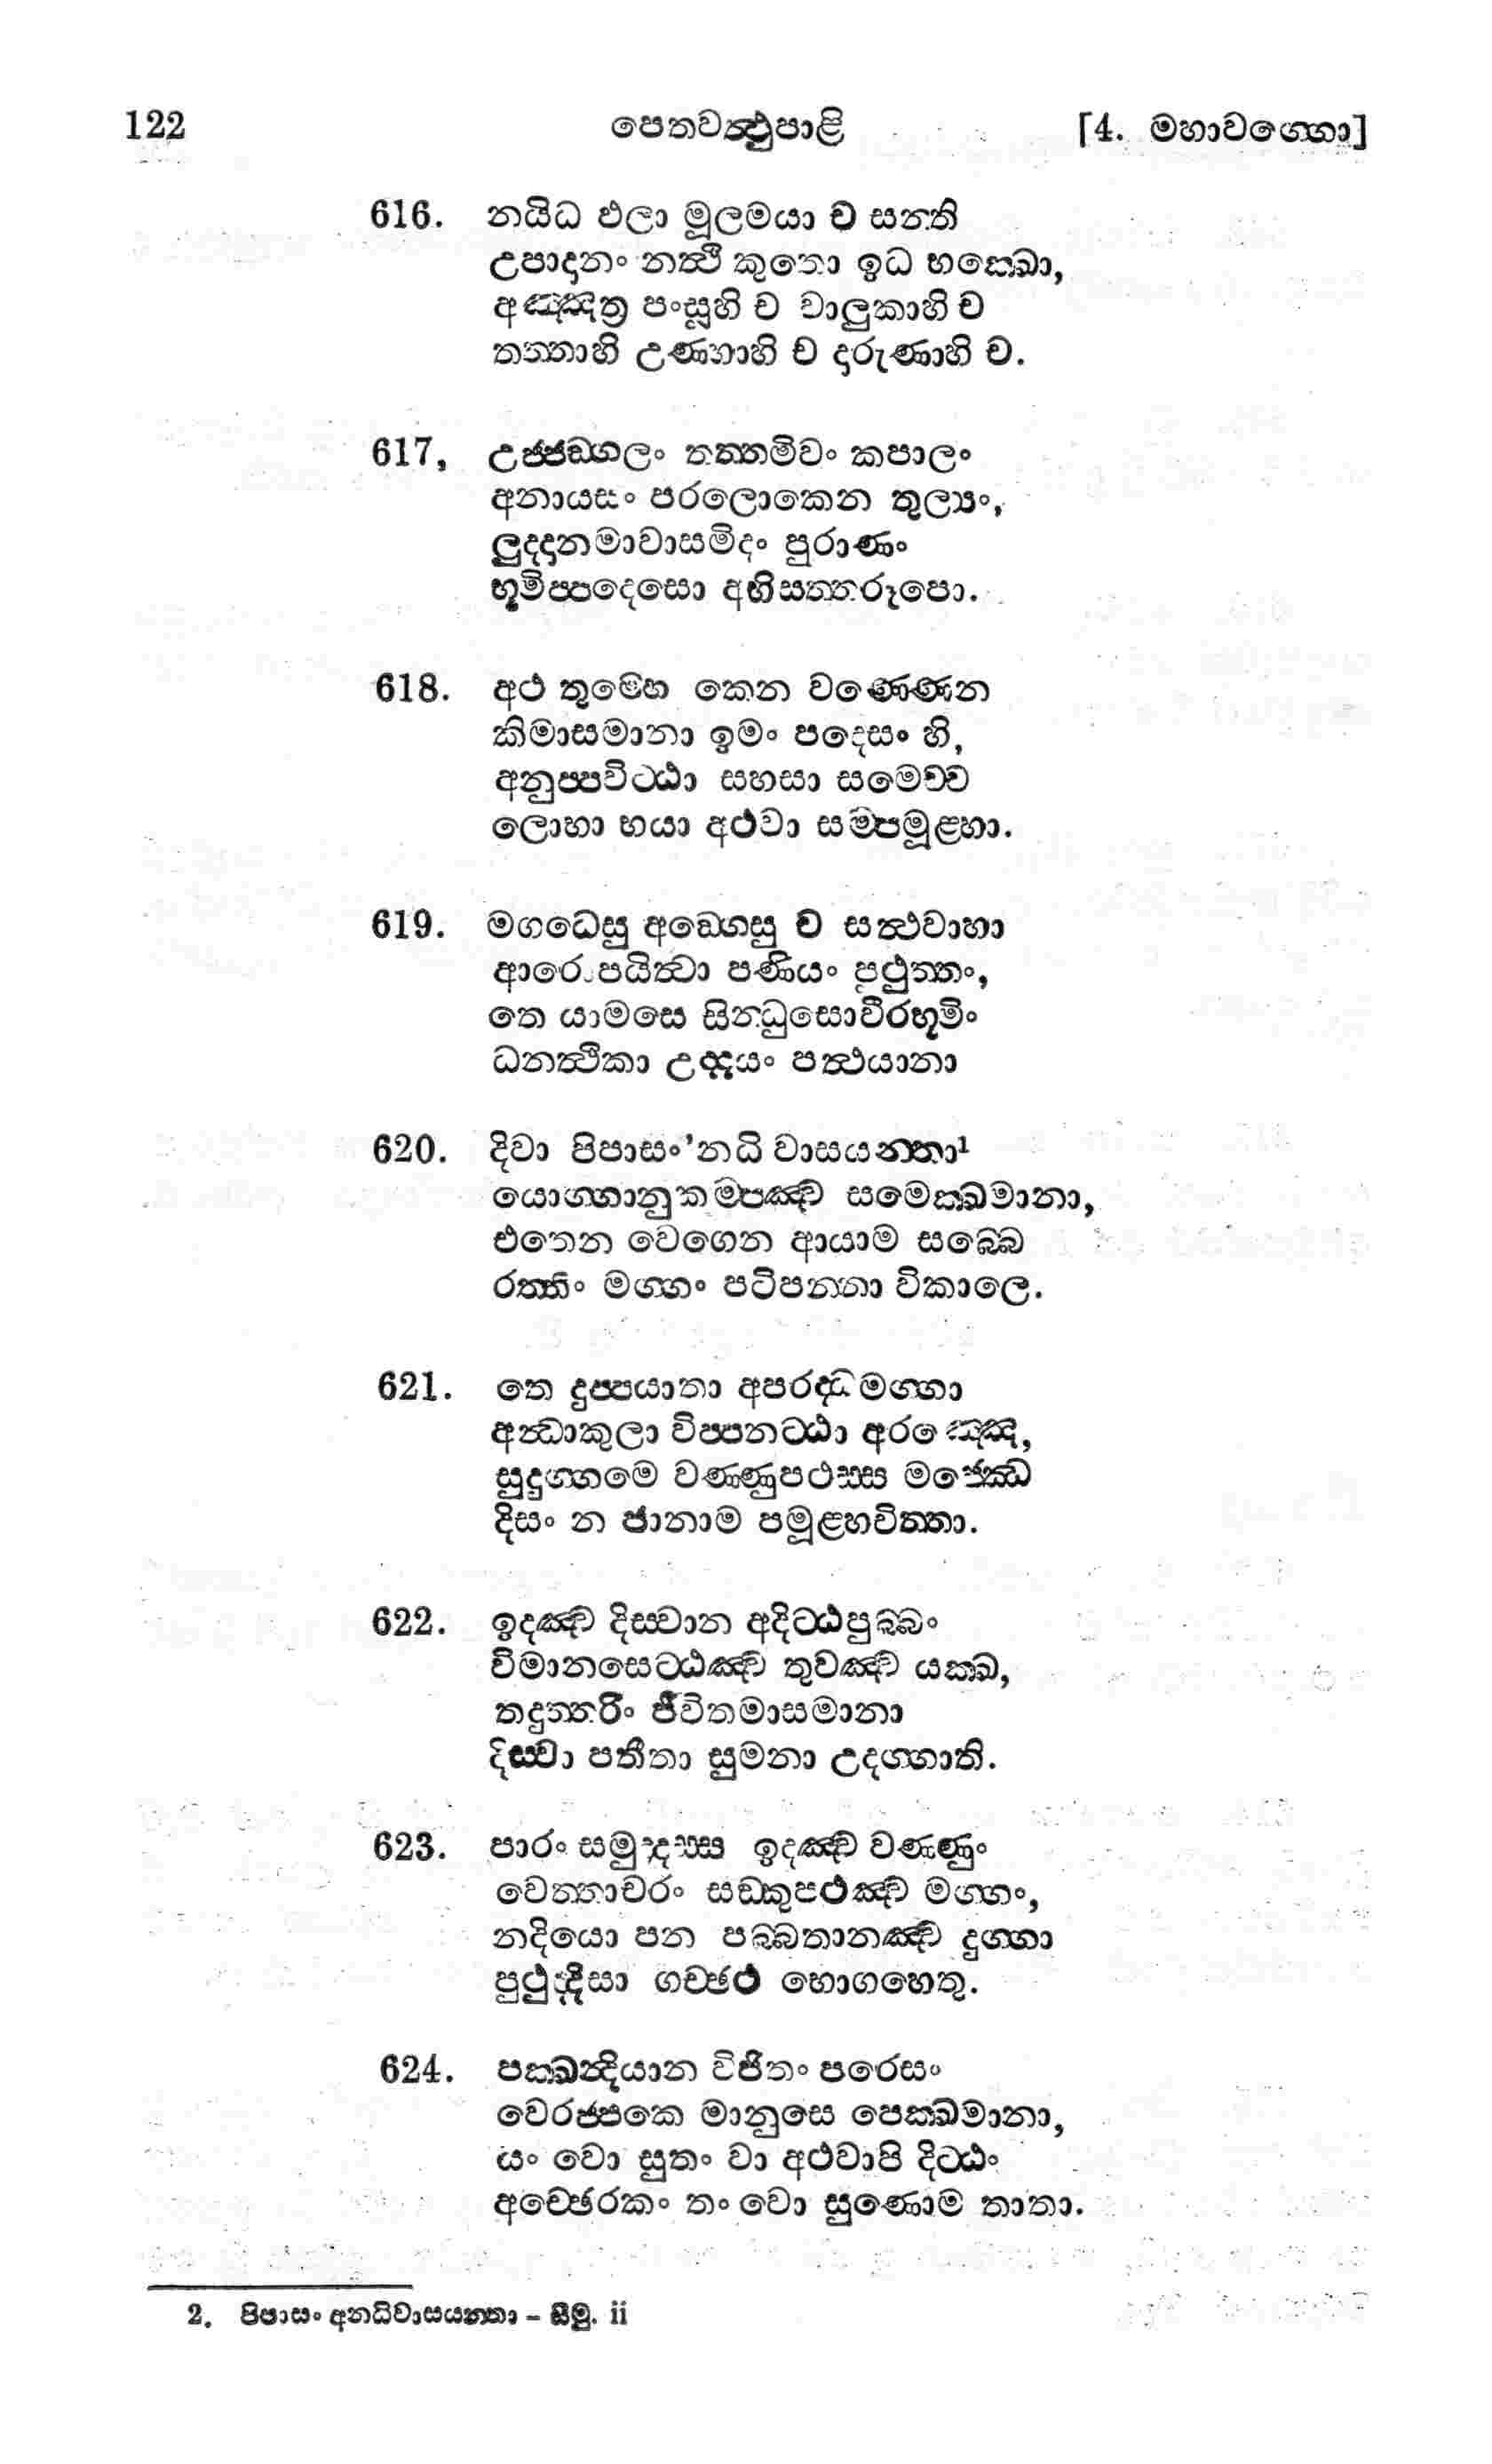 122 පෙතවත්ථුපාළි [4. මහාවග්ගො]
616. නයිධ ඵලා මූලමයා ච සන්ති
උපාදානං නත්ථි කුතො ඉධ භක්ඛො,
අඤ්ඤත්‍ර පංසූහි ච වාලුකාහි ච
තත්තාහි උණ්හාහි ච දාරුණාහි ච.
617, උජ්ජඞ්ගලං තත්තමිවං කපාලං
අනායසං පරලොකෙන තුල්‍යං,
ලුද්දානමාවාසමිදං පුරාණං
භූමිප්පදෙසො අභිසත්තරූපො.
618. අථ තුම්හෙ කෙන වණ්ණෙන
කිමාසමානා ඉමං පදෙසං හි,
අනුප්පවිට්ඨා සහසා සමෙච්ච
ලොභා භයා අථවා සම්පමූළ්හා.
619. මගධෙසු අඞ්ගෙසු ච සත්ථවාහා
ආරොපයිත්වා පණියං පුථුත්තං,
තෙ යාමසෙ සින්ධුසොවීරභූමිං
ධනත්ථිකා උද්දයං පත්ථයානා
620. දිවා පිපාසං'නධි වාසයන්තා¹
යොග්ගානුකම්පඤ්ච සමෙක්ඛමානා,
එතෙන වෙගෙන ආයාම සබ්බෙ
රත්තිං මග්ගං පටිපන්නා විකාලෙ.
621. තෙ දුප්පයාතා අපරද්ධිමග්ගා
අන්ධාකුලා විප්පනට්ඨා අරඤ්ඤෙ,
සුදුග්ගමෙ වණ්ණුපථස්ස මජ්ඣෙ
දිසං න ජානාම පමූළ්හචිත්තා.
622. ඉදඤ්ච දිස්වාන අදිට්ඨපුබ්බං
විමානසෙට්ඨඤ්ච තුවඤ්ච යක්ඛ,
තදුත්තරිං ජීවිතමාසමානා
දිස්වා පතීතා සුමනා උදග්ගාති.
623. පාරං සමුද්දස්ස ඉදඤ්ච වණ්ණුං
වෙත්තාචරං සඞ්කුපථඤ්ච මග්ගං,
නදියො පන පබ්බතානඤ්ච දුග්ගා
පුථුද්දිසා ගච්ඡථ භොගහෙතු.
624. පක්ඛන්දියාන විජිතං පරෙසං
වෙරජ්පකෙ මානුසෙ පෙක්ඛමානා,
යං වො සුතං වා අථවාපි දිට්ඨං
අච්ඡෙරකං තං වො සුණොම තාතා.
2. පිපාසං අනධිවාසයන්තා – සීමු. ii